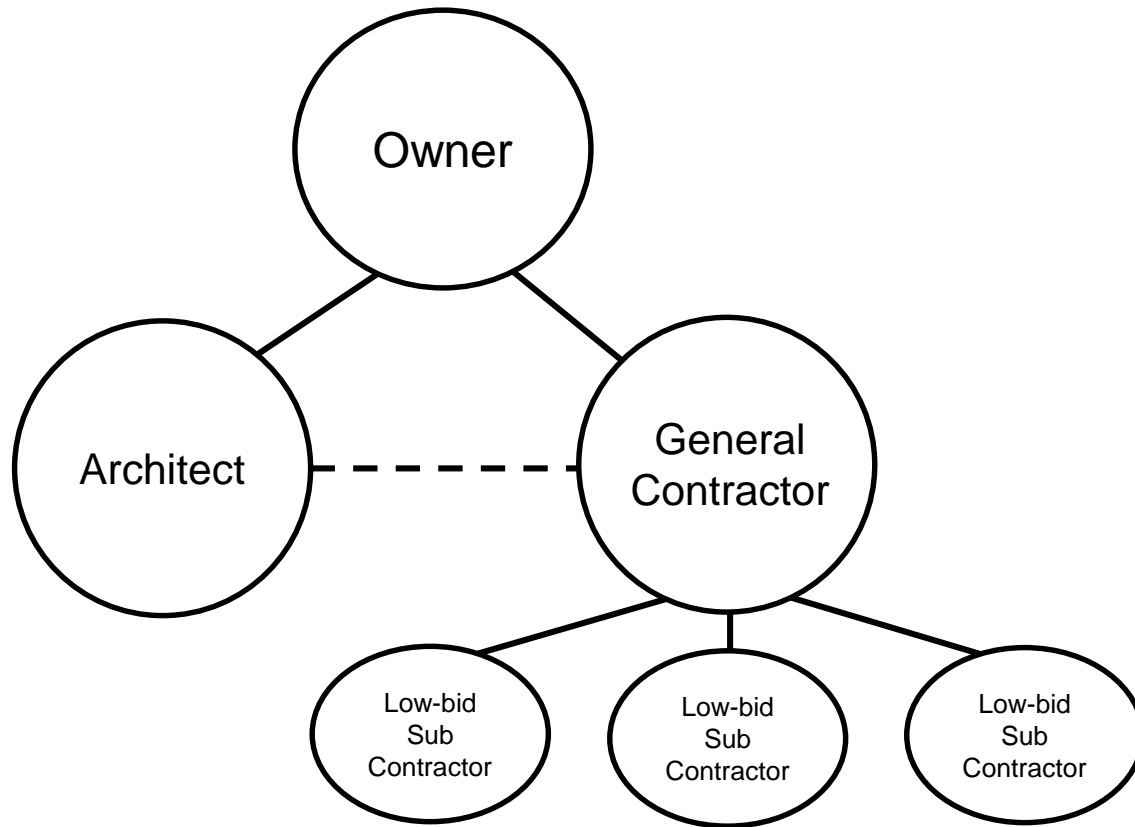 Owner
Architect
General
Contractor
Low-bid
Sub
Contractor
Low-bid
Sub
Contractor
Low-bid
Sub
Contractor